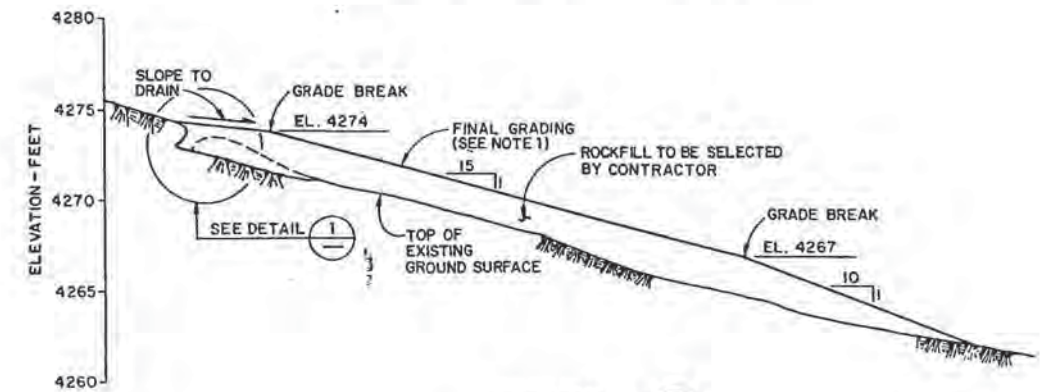 4280
4275
4270
4265
4260
ELEVATION - FEET
SLOPE TO
DRAIN
GRADE BREAK
EL. 4274
FINAL GRADING
(SEE NOTE 1)
15
1
ROCKFILL TO BE SELECTED
BY CONTRACTOR
SEE DETAIL
1
TOP OF
EXISTING
GROUND SURFACE
GRADE BREAK
EL. 4267
10
1